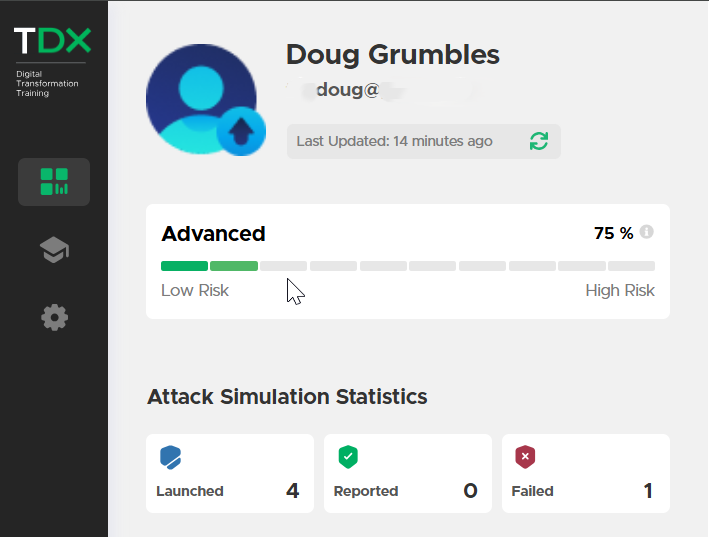 TDX
Digital
Transformation
Training
Doug Grumbles
doug@
Last Updated: 14 minutes ago
Advanced 75 %
Low Risk High Risk
Attack Simulation Statistics
Launched 4
Reported 0
Failed 1